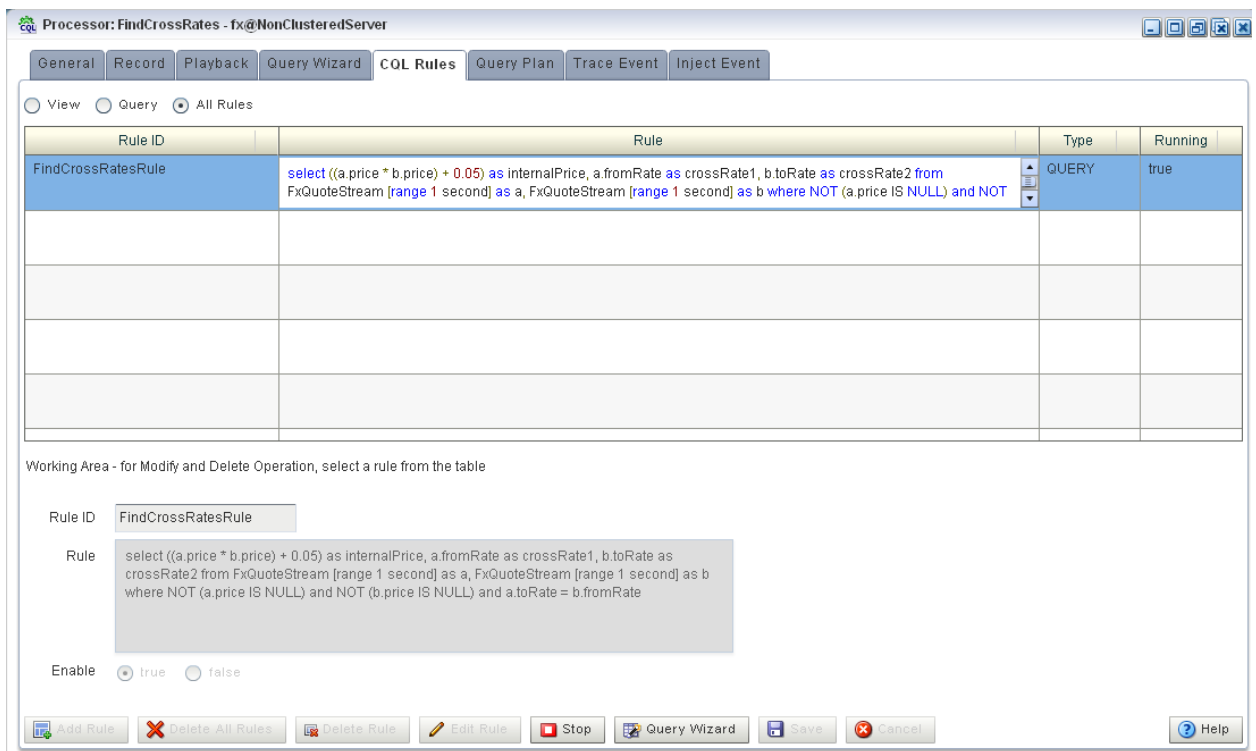 CQL Processor: FindCrossRates - fx@NonClusteredServer
General Record Playback Query Wizard CQL Rules Query Plan Trace Event Inject Event
View Query All Rules
Rule ID Rule Type Running
FindCrossRatesRule select ((a.price * b.price) + 0.05) as internalPrice, a.fromRate as crossRate1, b.toRate as crossRate2 from QUERY true
FxQuoteStream [range 1 second] as a, FxQuoteStream [range 1 second] as b where NOT (a.price IS NULL) and NOT
Working Area - for Modify and Delete Operation, select a rule from the table
Rule ID FindCrossRatesRule
Rule select ((a.price * b.price) + 0.05) as internalPrice, a.fromRate as crossRate1, b.toRate as
crossRate2 from FxQuoteStream [range 1 second] as a, FxQuoteStream [range 1 second] as b
where NOT (a.price IS NULL) and NOT (b.price IS NULL) and a.toRate = b.fromRate
Enable true false
Add Rule Delete All Rules Delete Rule Edit Rule Stop Query Wizard Save Cancel Help